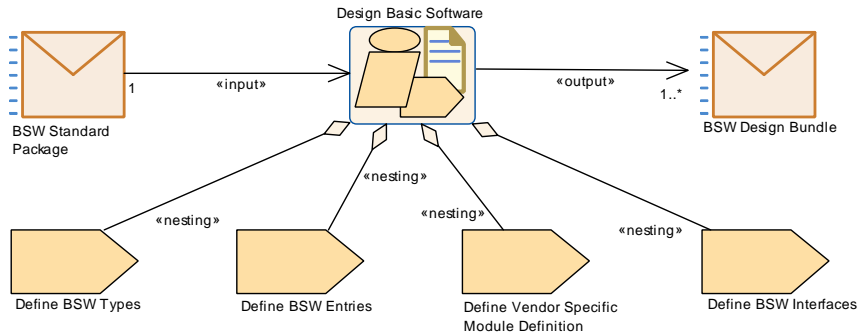 Design Basic Software
«input»
1
«output»
1..*
BSW Standard
Package
BSW Design Bundle
«nesting»
«nesting»
«nesting»
«nesting»
Define BSW Types
Define BSW Entries
Define Vendor Specific
Module Definition
Define BSW Interfaces